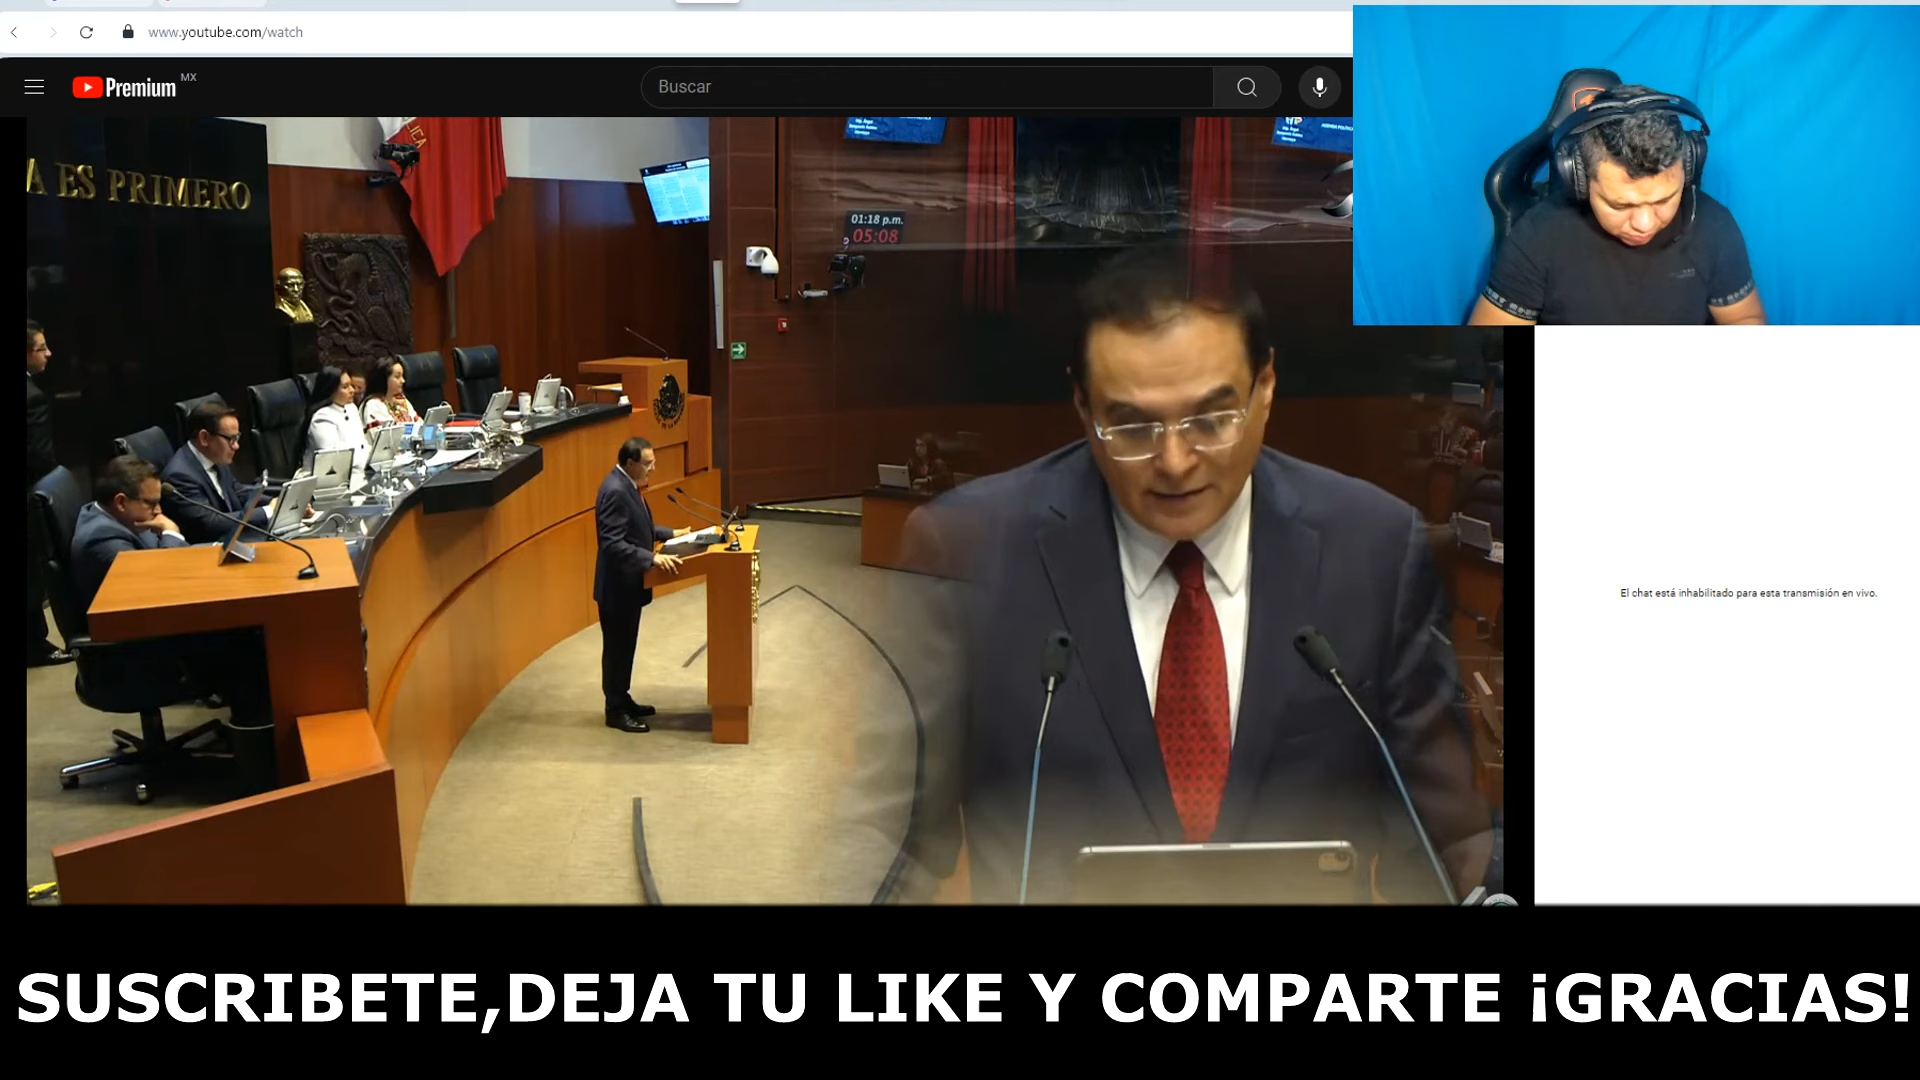 www.youtube.com/watch
Premium MX
Buscar
A ES PRIMERO
01:18 p.m.
05:08
El chat está inhabilitado para esta transmisión en vivo.
SUSCRIBETE,DEJA TU LIKE Y COMPARTE ¡GRACIAS!